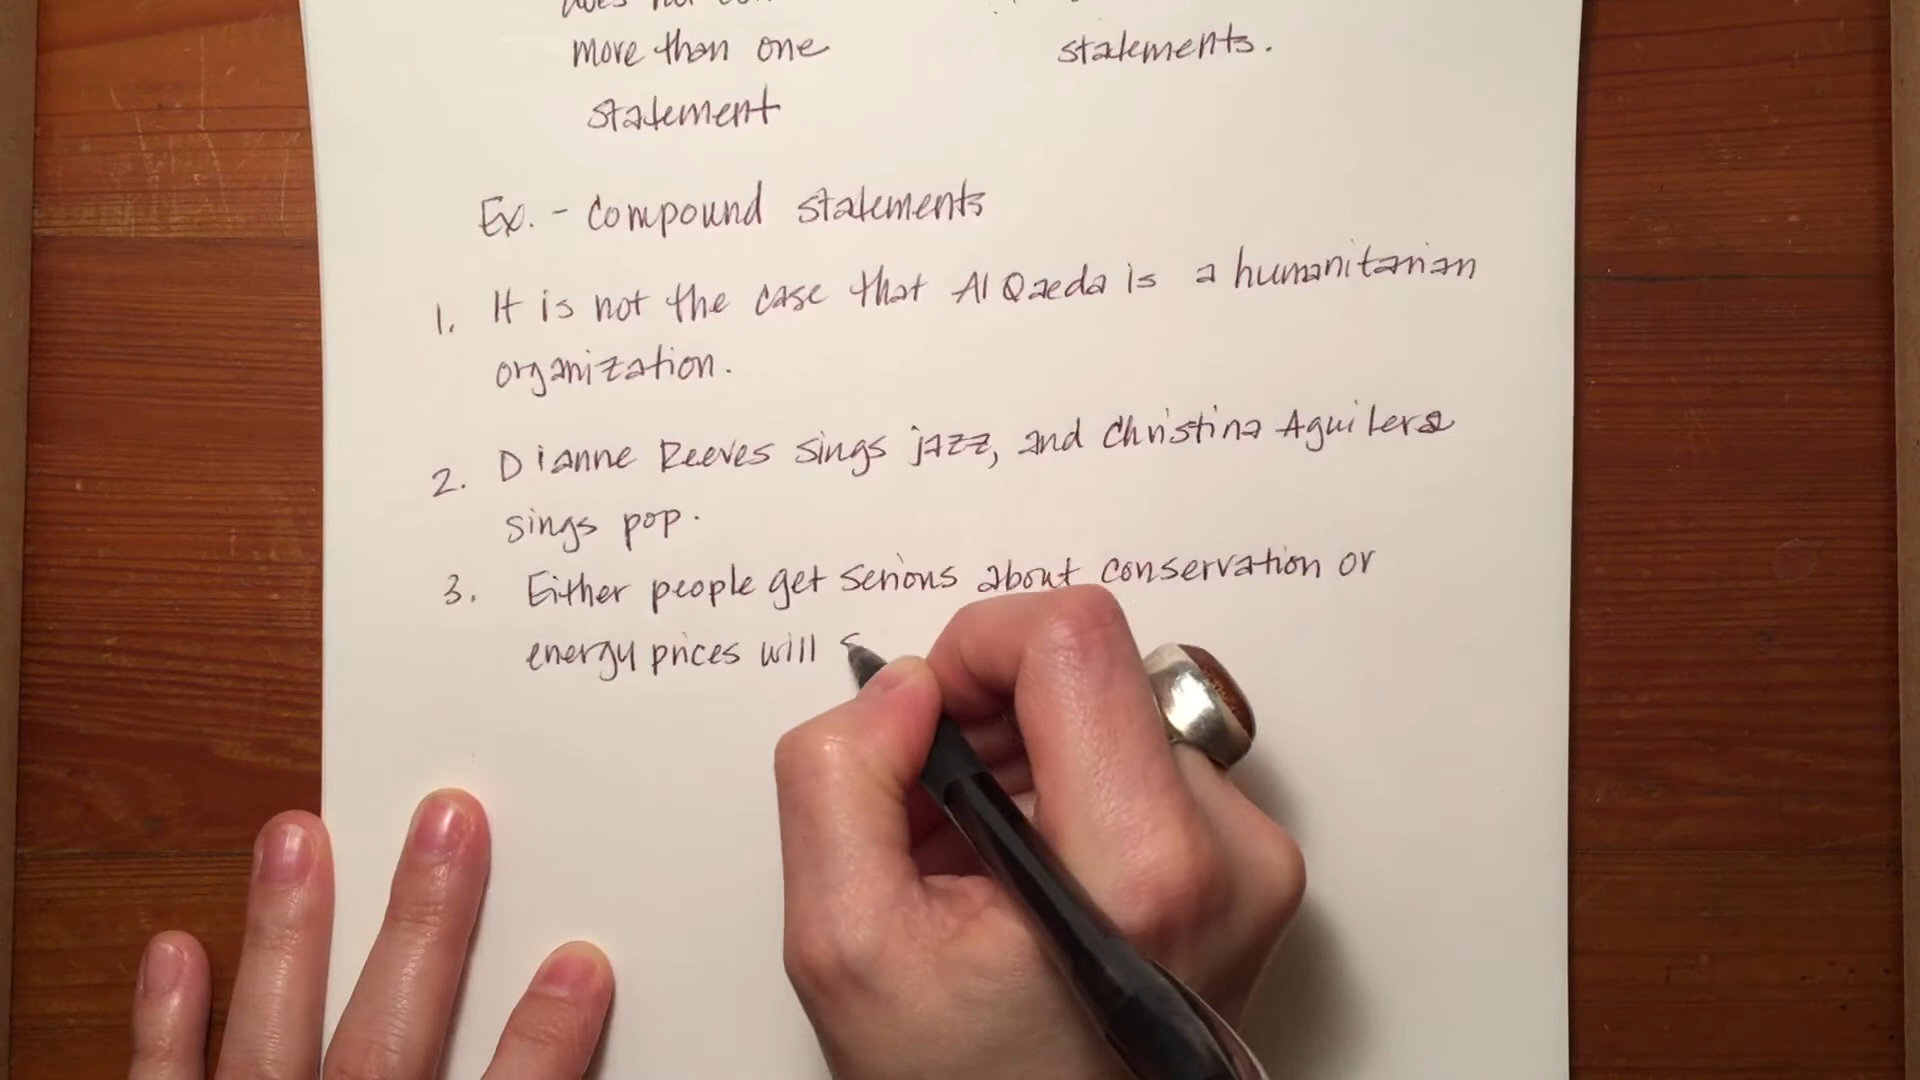 more than one statements.
statement
Ex. - compound statements
1. It is not the case that Al Qaeda is a humanitarian
organization.
2. Dianne Reeves sings jazz, and Christina Aguilera
sings pop.
3. Either people get serious about conservation or
energy prices will s